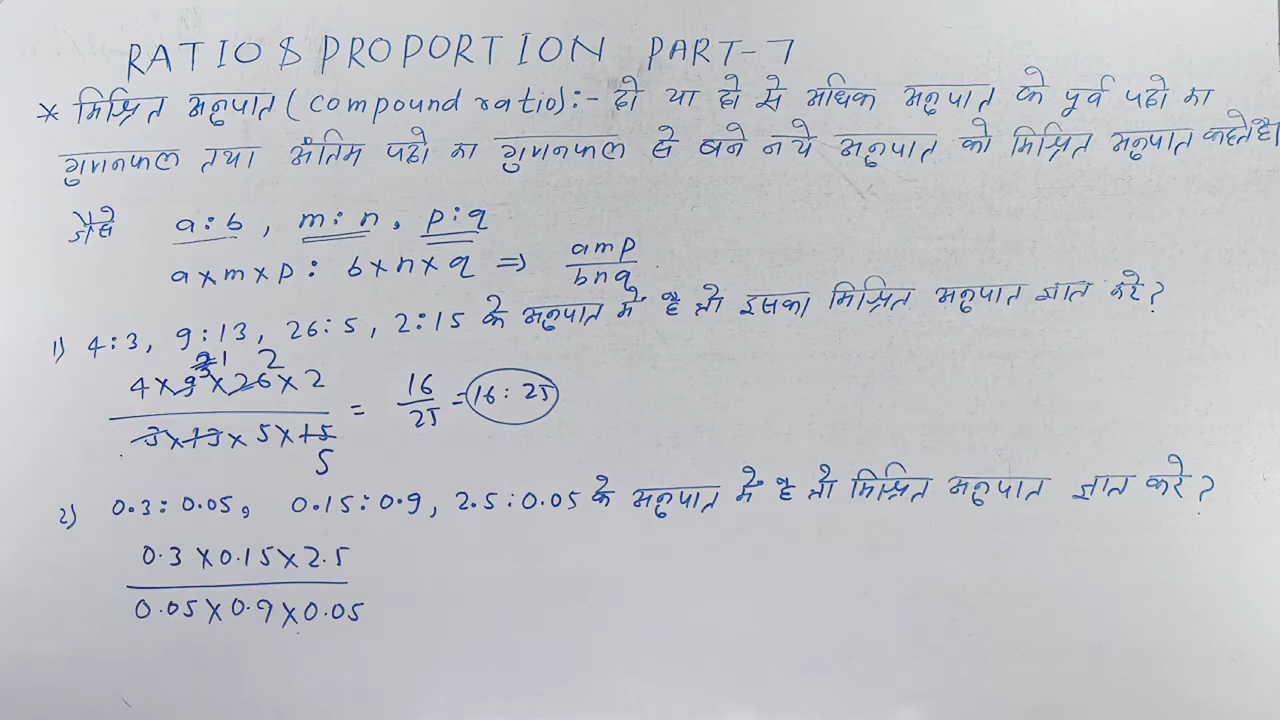 RATIO & PROPORTION PART-7
* मिश्रित अनुपात (compound ratio):- दो या दो से अधिक अनुपात के पूर्व पदो का
गुणनफल तथा अंतिम पदो का गुणनफल से बने नये अनुपात को मिश्रित अनुपात कहते है।
जैसे a:b, m:n, p:q
a×m×p : b×n×q ⇒ amp/bnq
1) 4:3, 9:13, 26:5, 2:15 के अनुपात मे है तो इसका मिश्रित अनुपात ज्ञात करे?
4×9×26×2 / 3×13×5×15 = 16/25 = 16:25
5
2) 0.3:0.05, 0.15:0.9, 2.5:0.05 के अनुपात मे है तो मिश्रित अनुपात ज्ञात करे?
0.3×0.15×2.5
0.05×0.9×0.05